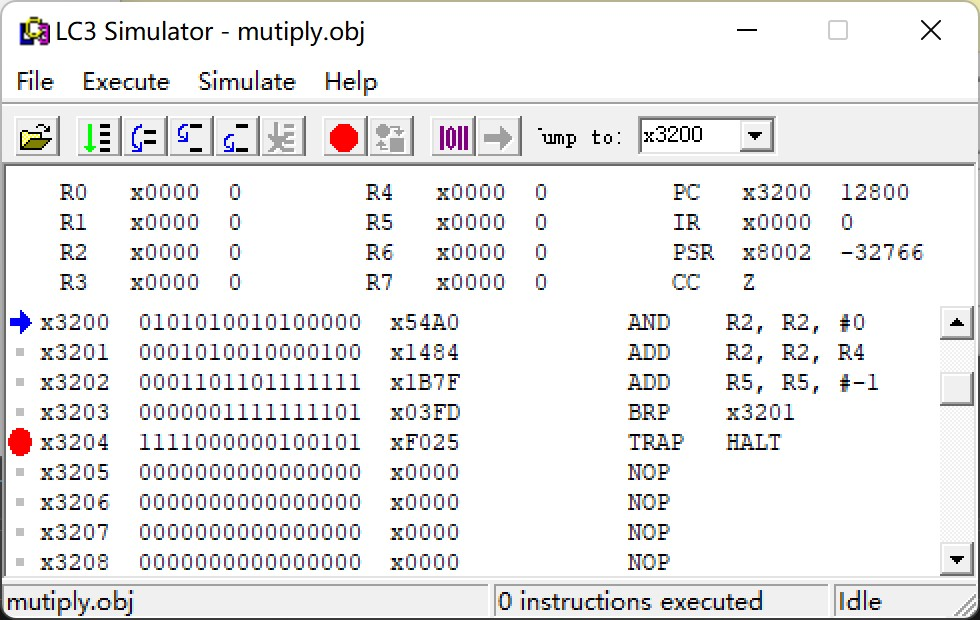 LC3 Simulator - mutiply.obj
File Execute Simulate Help
Jump to: x3200
R0 x0000 0 R4 x0000 0 PC x3200 12800
R1 x0000 0 R5 x0000 0 IR x0000 0
R2 x0000 0 R6 x0000 0 PSR x8002 -32766
R3 x0000 0 R7 x0000 0 CC Z
x3200 0101010010100000 x54A0 AND R2, R2, #0
x3201 0001010010000100 x1484 ADD R2, R2, R4
x3202 0001101101111111 x1B7F ADD R5, R5, #-1
x3203 0000001111111101 x03FD BRP x3201
x3204 1111000000100101 xF025 TRAP HALT
x3205 0000000000000000 x0000 NOP
x3206 0000000000000000 x0000 NOP
x3207 0000000000000000 x0000 NOP
x3208 0000000000000000 x0000 NOP
mutiply.obj 0 instructions executed Idle